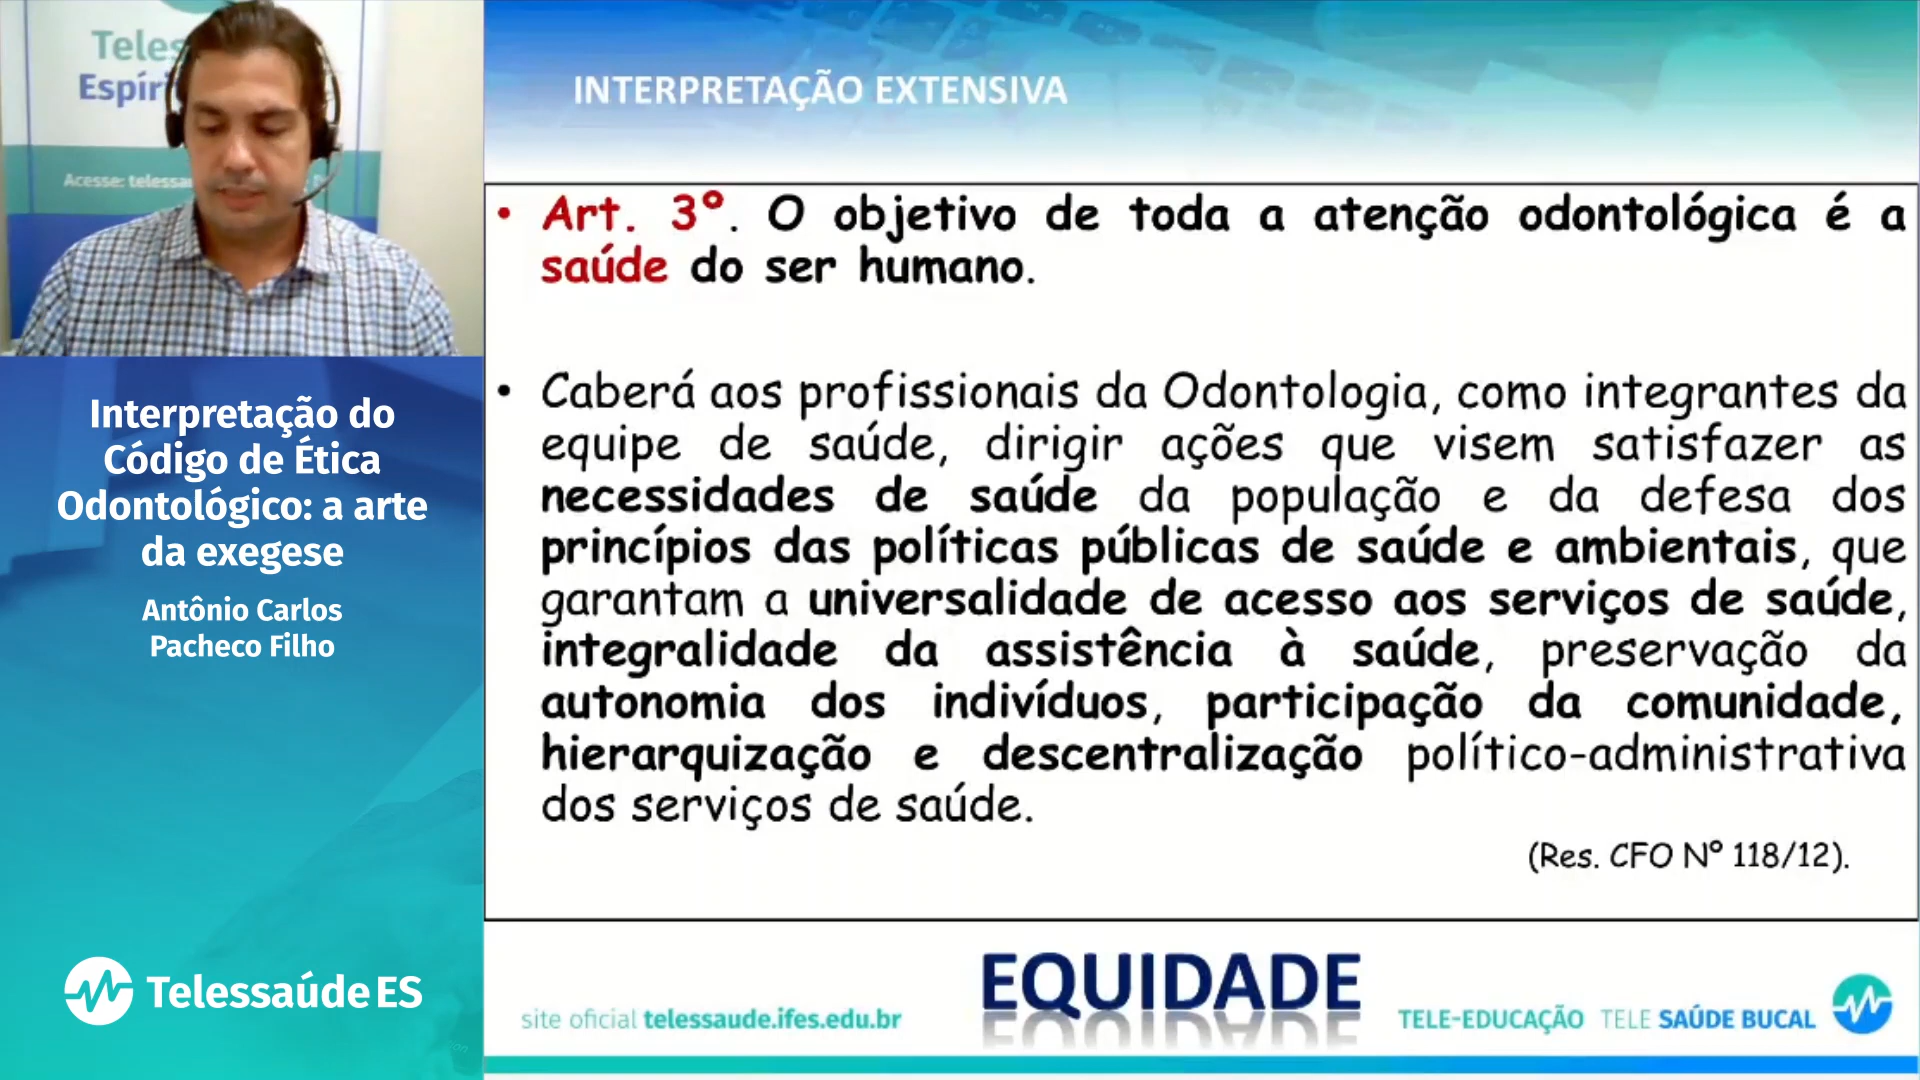 Teles
Espíri
Acesse: telessa
Interpretação do
Código de Ética
Odontológico: a arte
da exegese
Antônio Carlos
Pacheco Filho
TelessaúdeES
INTERPRETAÇÃO EXTENSIVA
• Art. 3º. O objetivo de toda a atenção odontológica é a
saúde do ser humano.
• Caberá aos profissionais da Odontologia, como integrantes da
equipe de saúde, dirigir ações que visem satisfazer as
necessidades de saúde da população e da defesa dos
princípios das políticas públicas de saúde e ambientais, que
garantam a universalidade de acesso aos serviços de saúde,
integralidade da assistência à saúde, preservação da
autonomia dos indivíduos, participação da comunidade,
hierarquização e descentralização político-administrativa
dos serviços de saúde.
(Res. CFO Nº 118/12).
EQUIDADE
site oficial telessaude.ifes.edu.br
TELE-EDUCAÇÃO TELE SAÚDE BUCAL